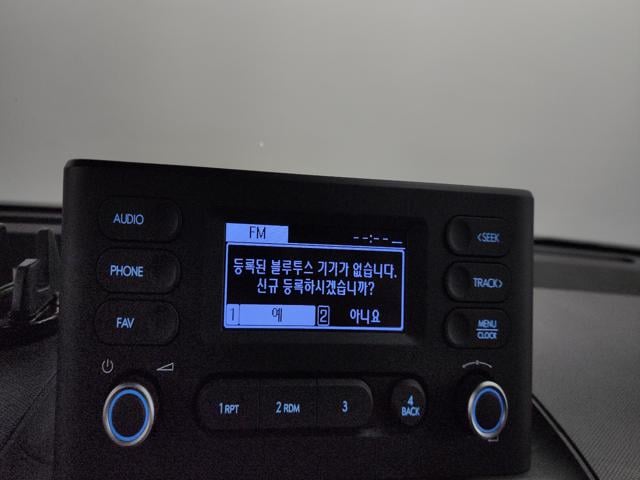 AUDIO
FM
--:--
<SEEK
등록된 블루투스 기기가 없습니다.
신규 등록하시겠습니까?
PHONE
TRACK>
1 예 2 아니요
FAV
MENU
CLOCK
1 RPT
2 RDM
3
4
BACK